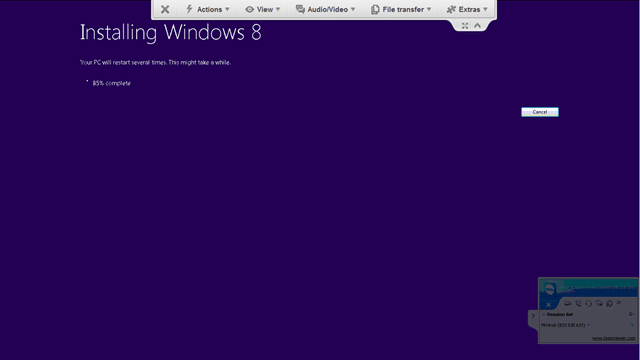 Actions View Audio/Video File transfer Extras
Installing Windows 8
Your PC will restart several times. This might take a while.
85% complete
Cancel
Session list
www.teamviewer.com